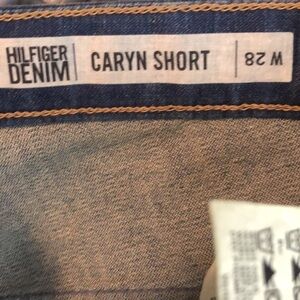 HILFIGER
DENIM
CARYN SHORT
W 28